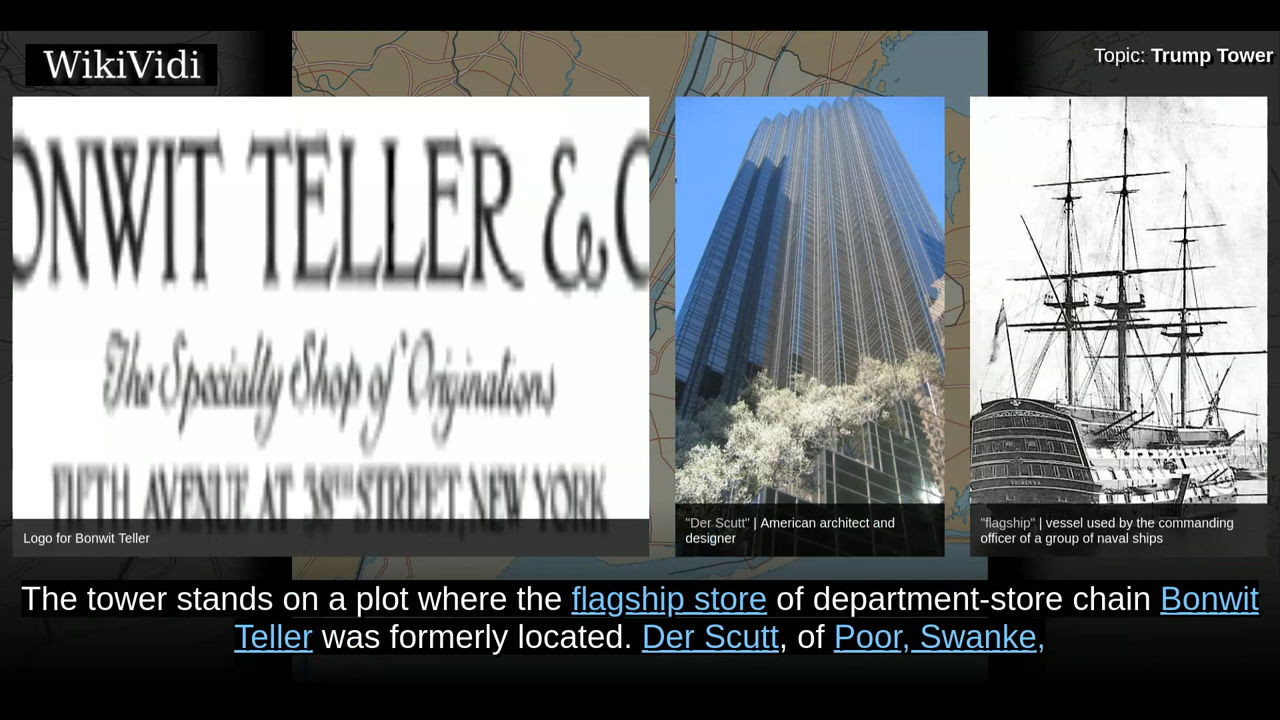 WikiVidi
Topic: Trump Tower
ONWIT TELLER & C
The Specialty Shop of Originations
FIFTH AVENUE AT STREET NEW YORK
Logo for Bonwit Teller
"Der Scutt" | American architect and
designer
"flagship" | vessel used by the commanding
officer of a group of naval ships
The tower stands on a plot where the flagship store of department-store chain Bonwit
Teller was formerly located. Der Scutt, of Poor, Swanke,